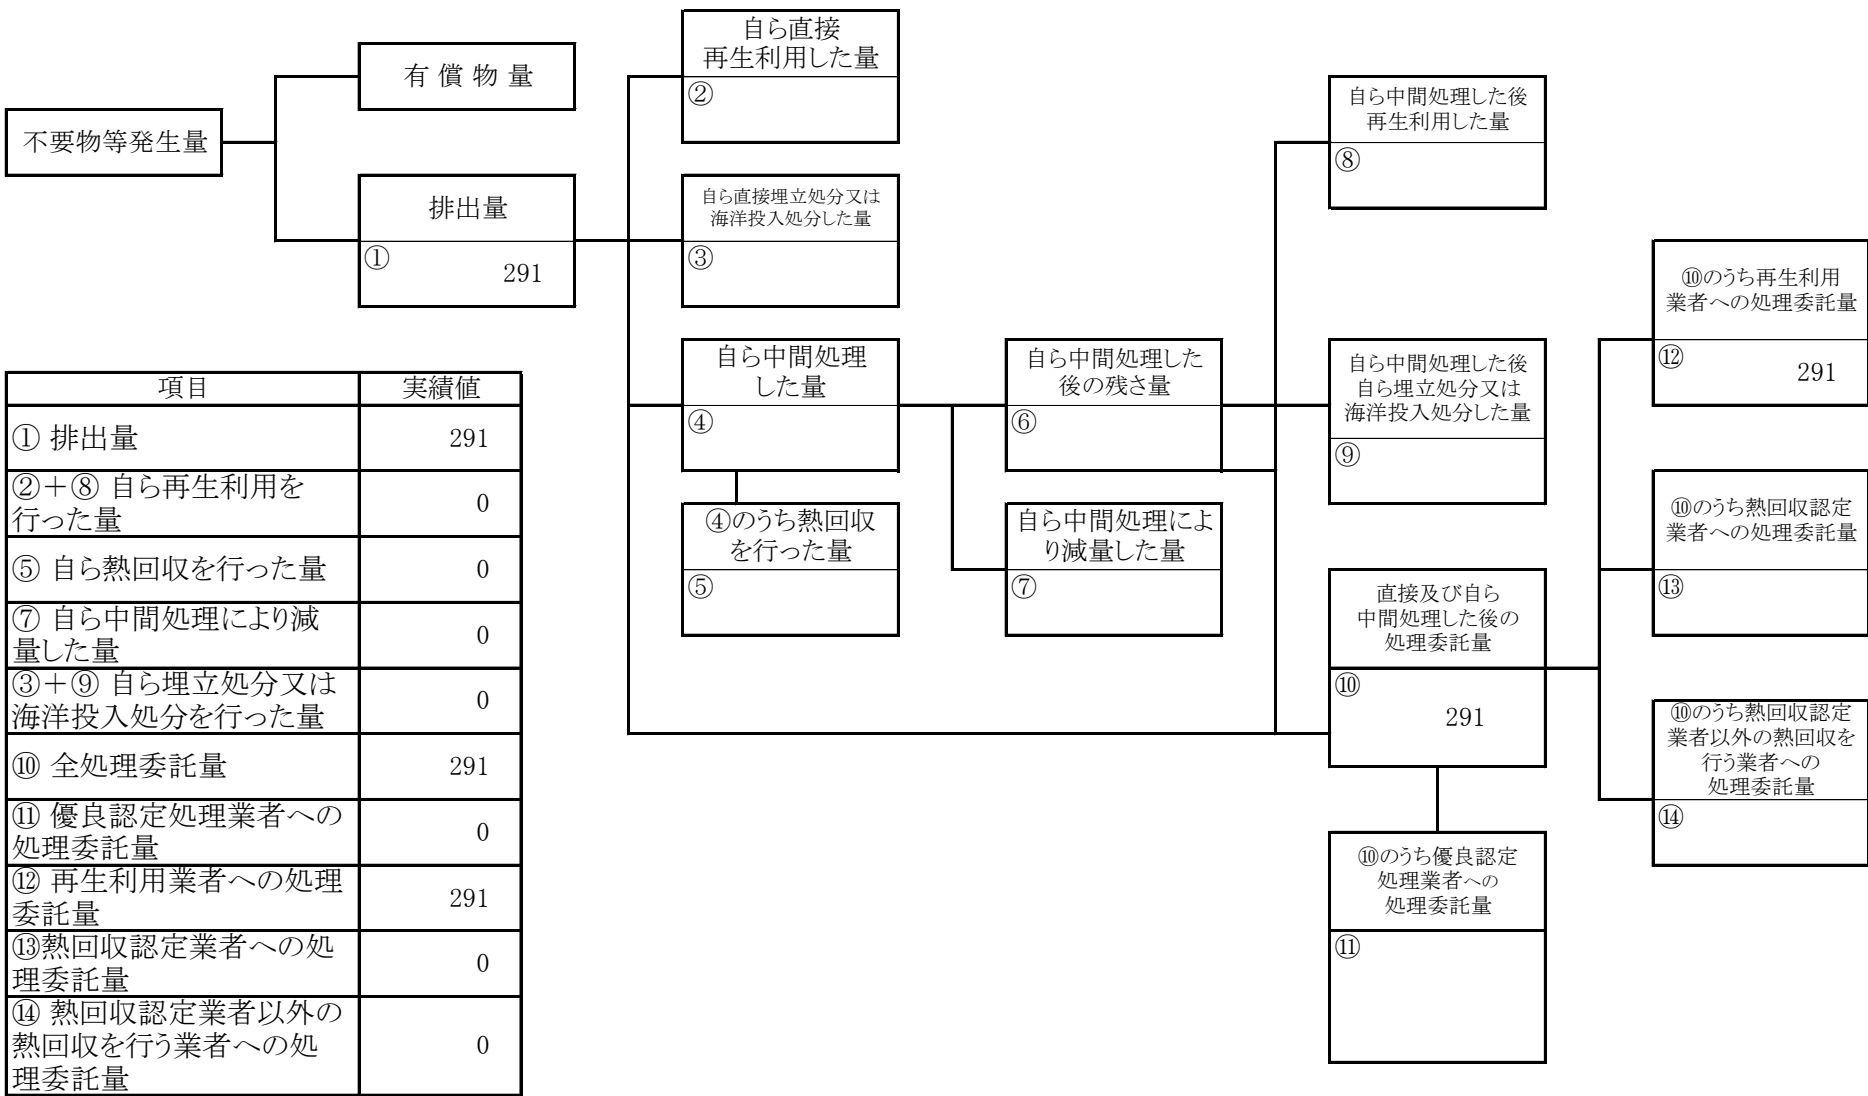 不要物等発生量
有 償 物 量
排出量
①
291
自ら直接
再生利用した量
②
自ら直接埋立処分又は
海洋投入処分した量
③
自ら中間処理
した量
④
④のうち熱回収
を行った量
⑤
自ら中間処理した
後の残さ量
⑥
自ら中間処理によ
り減量した量
⑦
自ら中間処理した後
再生利用した量
⑧
自ら中間処理した後
自ら埋立処分又は
海洋投入処分した量
⑨
直接及び自ら
中間処理した後の
処理委託量
⑩
291
⑩のうち優良認定
処理業者への
処理委託量
⑪
⑩のうち再生利用
業者への処理委託量
⑫
291
⑩のうち熱回収認定
業者への処理委託量
⑬
⑩のうち熱回収認定
業者以外の熱回収を
行う業者への
処理委託量
⑭
項目 実績値
① 排出量 291
②＋⑧ 自ら再生利用を
行った量 0
⑤ 自ら熱回収を行った量 0
⑦ 自ら中間処理により減
量した量 0
③＋⑨ 自ら埋立処分又は
海洋投入処分を行った量 0
⑩ 全処理委託量 291
⑪ 優良認定処理業者への
処理委託量 0
⑫ 再生利用業者への処理
委託量 291
⑬熱回収認定業者への処
理委託量 0
⑭ 熱回収認定業者以外の
熱回収を行う業者への処
理委託量 0